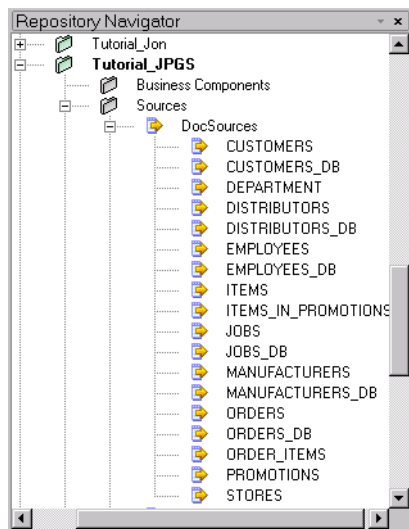 Repository Navigator
Tutorial_Jon
Tutorial_JPGS
Business Components
Sources
DocSources
CUSTOMERS
CUSTOMERS_DB
DEPARTMENT
DISTRIBUTORS
DISTRIBUTORS_DB
EMPLOYEES
EMPLOYEES_DB
ITEMS
ITEMS_IN_PROMOTIONS
JOBS
JOBS_DB
MANUFACTURERS
MANUFACTURERS_DB
ORDERS
ORDERS_DB
ORDER_ITEMS
PROMOTIONS
STORES